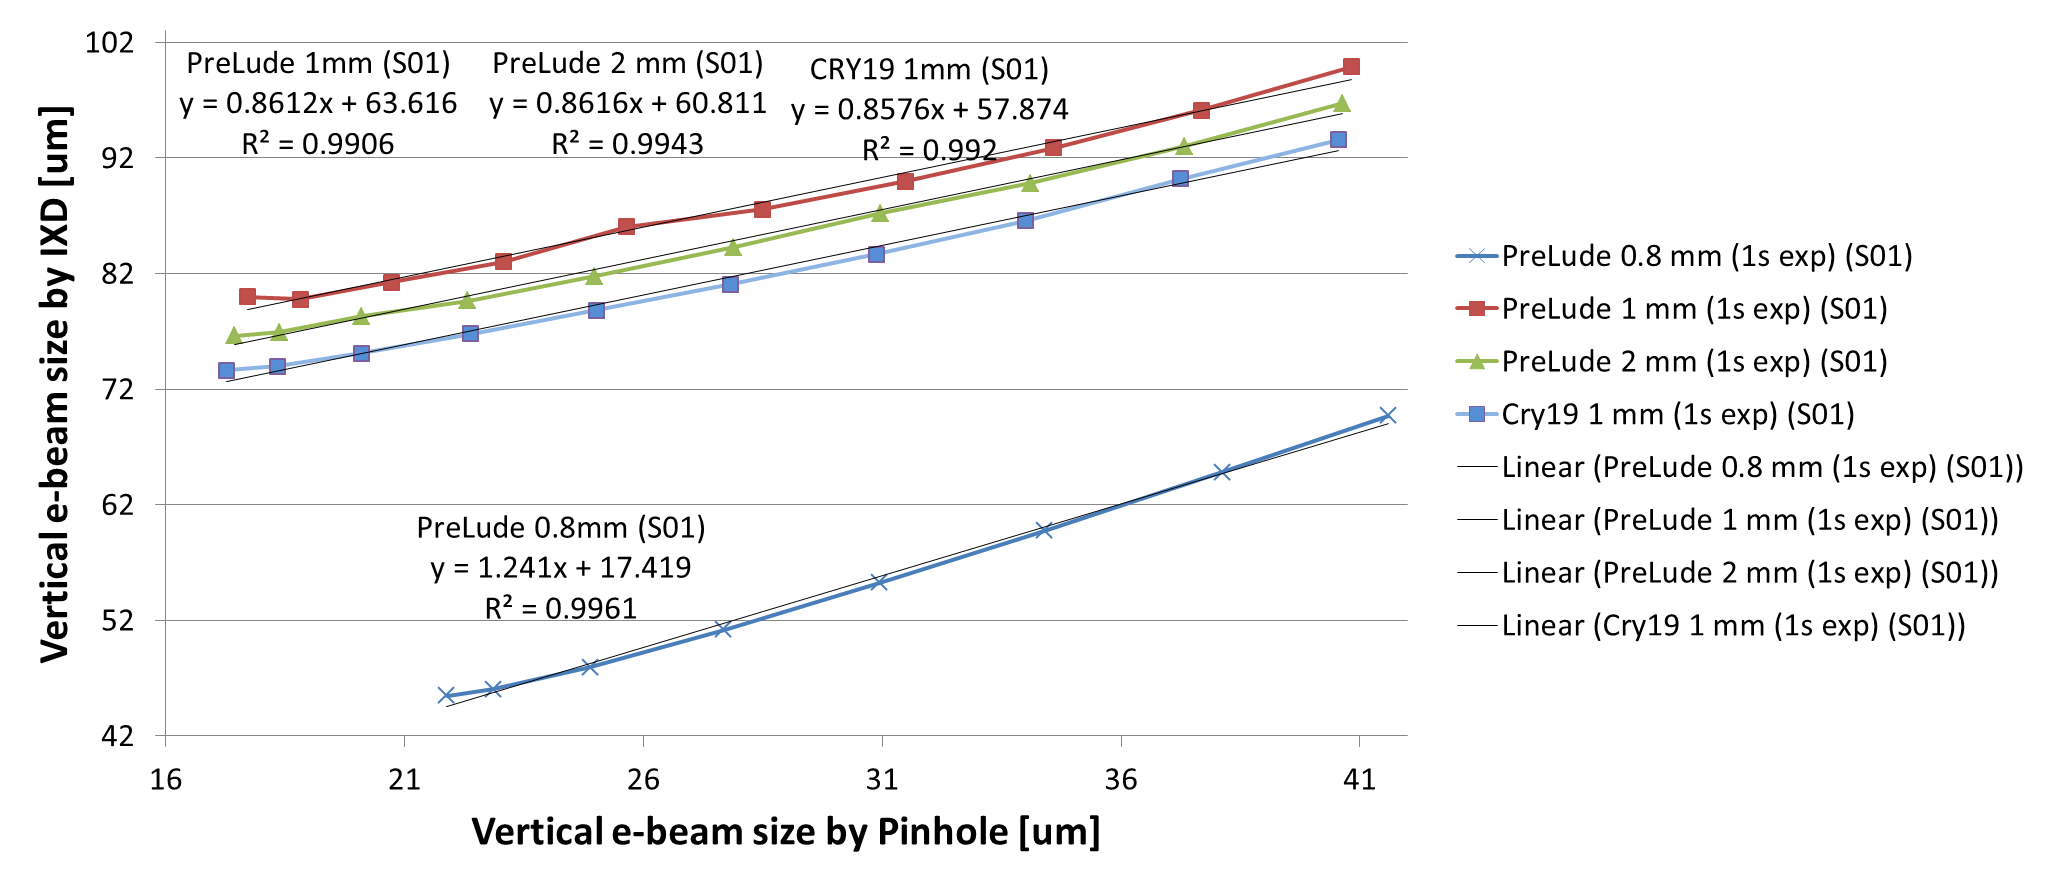 PreLude 1mm (S01)
y = 0.8612x + 63.616
R² = 0.9906
PreLude 2 mm (S01)
y = 0.8616x + 60.811
R² = 0.9943
CRY19 1mm (S01)
y = 0.8576x + 57.874
R² = 0.992
PreLude 0.8mm (S01)
y = 1.241x + 17.419
R² = 0.9961
102
92
82
72
62
52
42
16
21
26
31
36
41
Vertical e-beam size by IXD [um]
Vertical e-beam size by Pinhole [um]
PreLude 0.8 mm (1s exp) (S01)
PreLude 1 mm (1s exp) (S01)
PreLude 2 mm (1s exp) (S01)
Cry19 1 mm (1s exp) (S01)
Linear (PreLude 0.8 mm (1s exp) (S01))
Linear (PreLude 1 mm (1s exp) (S01))
Linear (PreLude 2 mm (1s exp) (S01))
Linear (Cry19 1 mm (1s exp) (S01))